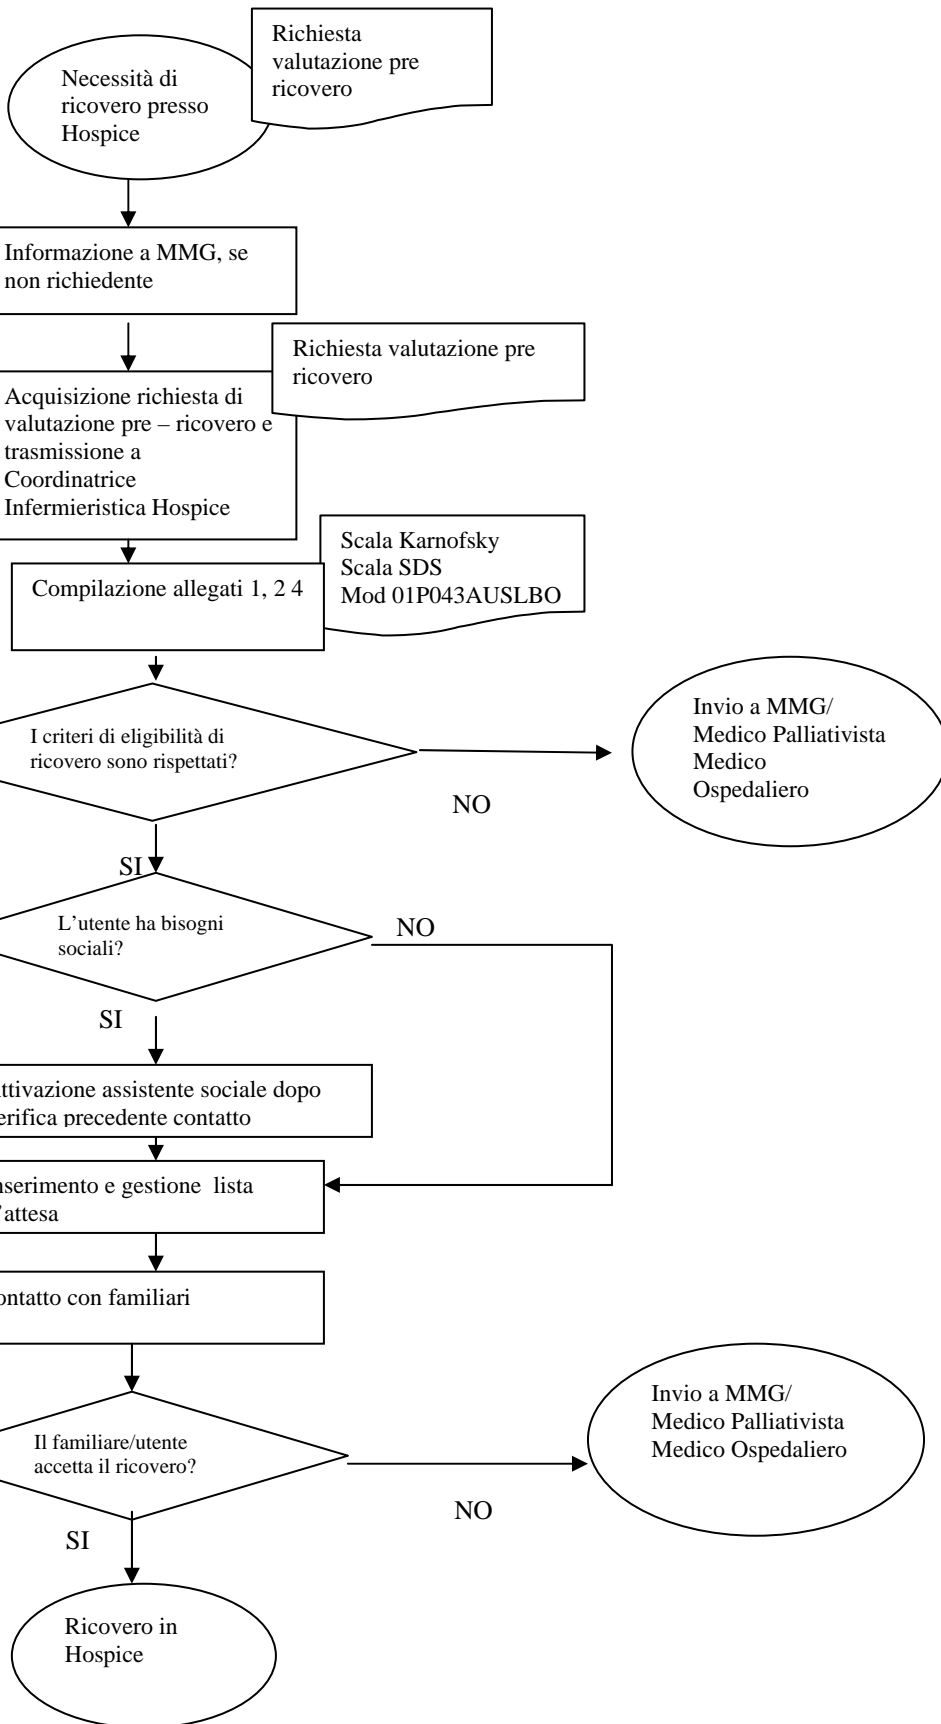 Richiesta
valutazione pre
ricovero
Necessità di
ricovero presso
Hospice
Informazione a MMG, se
non richiedente
Richiesta valutazione pre
ricovero
Acquisizione richiesta di
valutazione pre – ricovero e
trasmissione a
Coordinatrice
Infermieristica Hospice
Scala Karnofsky
Scala SDS
Mod 01P043AUSLBO
Compilazione allegati 1, 2 4
I criteri di eligibilità di
ricovero sono rispettati?
NO
Invio a MMG/
Medico Palliativista
Medico
Ospedaliero
SI
L'utente ha bisogni
sociali?
NO
SI
ttivazione assistente sociale dopo
erifica precedente contatto
nserimento e gestione lista
'attesa
ontatto con familiari
Il familiare/utente
accetta il ricovero?
NO
Invio a MMG/
Medico Palliativista
Medico Ospedaliero
SI
Ricovero in
Hospice